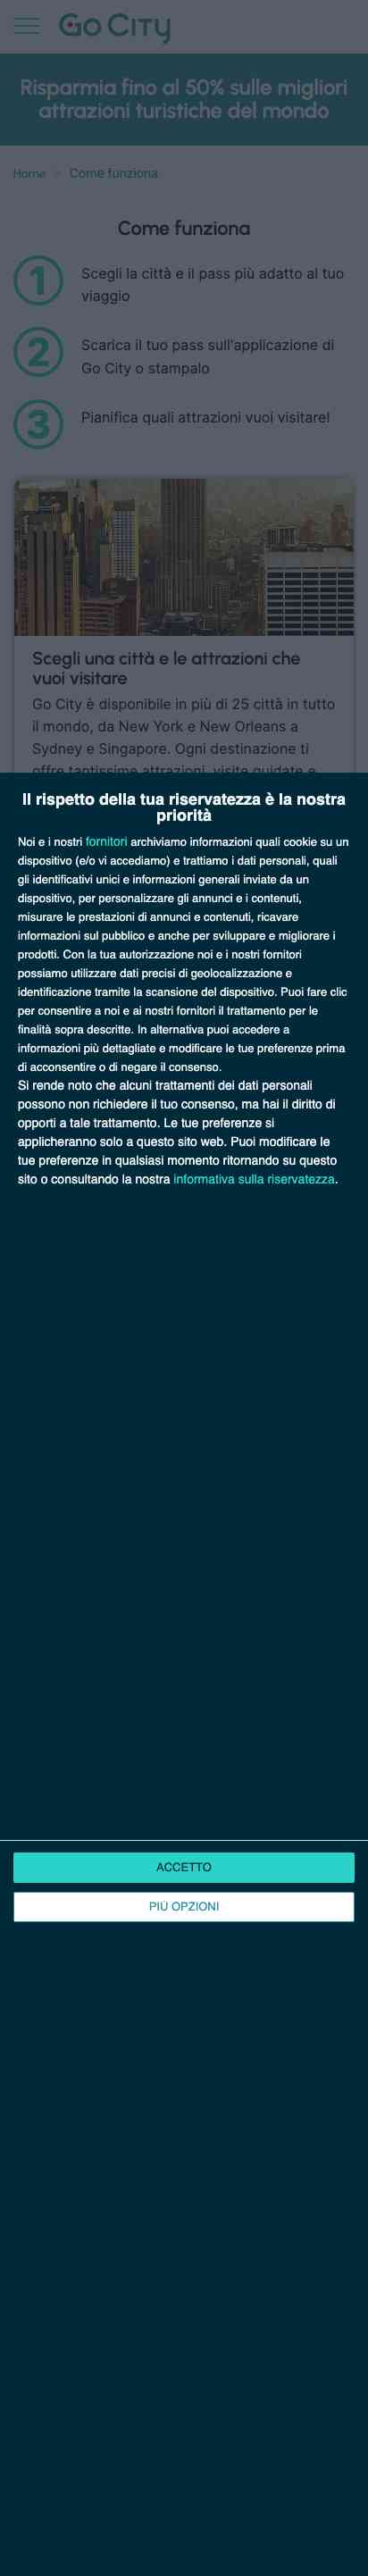 Go City
Risparmia fino al 50% sulle migliori
attrazioni turistiche del mondo
Home > Come funziona
Come funziona
1 Scegli la città e il pass più adatto al tuo
viaggio
2 Scarica il tuo pass sull'applicazione di
Go City o stampalo
3 Pianifica quali attrazioni vuoi visitare!
Scegli una città e le attrazioni che
vuoi visitare
Go City è disponibile in più di 25 città in tutto
il mondo, da New York e New Orleans a
Sydney e Singapore. Ogni destinazione ti
offre tantissime attrazioni, visite guidate e
Il rispetto della tua riservatezza è la nostra
priorità
Noi e i nostri fornitori archiviamo informazioni quali cookie su un
dispositivo (e/o vi accediamo) e trattiamo i dati personali, quali
gli identificativi unici e informazioni generali inviate da un
dispositivo, per personalizzare gli annunci e i contenuti,
misurare le prestazioni di annunci e contenuti, ricavare
informazioni sul pubblico e anche per sviluppare e migliorare i
prodotti. Con la tua autorizzazione noi e i nostri fornitori
possiamo utilizzare dati precisi di geolocalizzazione e
identificazione tramite la scansione del dispositivo. Puoi fare clic
per consentire a noi e ai nostri fornitori il trattamento per le
finalità sopra descritte. In alternativa puoi accedere a
informazioni più dettagliate e modificare le tue preferenze prima
di acconsentire o di negare il consenso.
Si rende noto che alcuni trattamenti dei dati personali
possono non richiedere il tuo consenso, ma hai il diritto di
opporti a tale trattamento. Le tue preferenze si
applicheranno solo a questo sito web. Puoi modificare le
tue preferenze in qualsiasi momento ritornando su questo
sito o consultando la nostra informativa sulla riservatezza.
ACCETTO
PIÙ OPZIONI